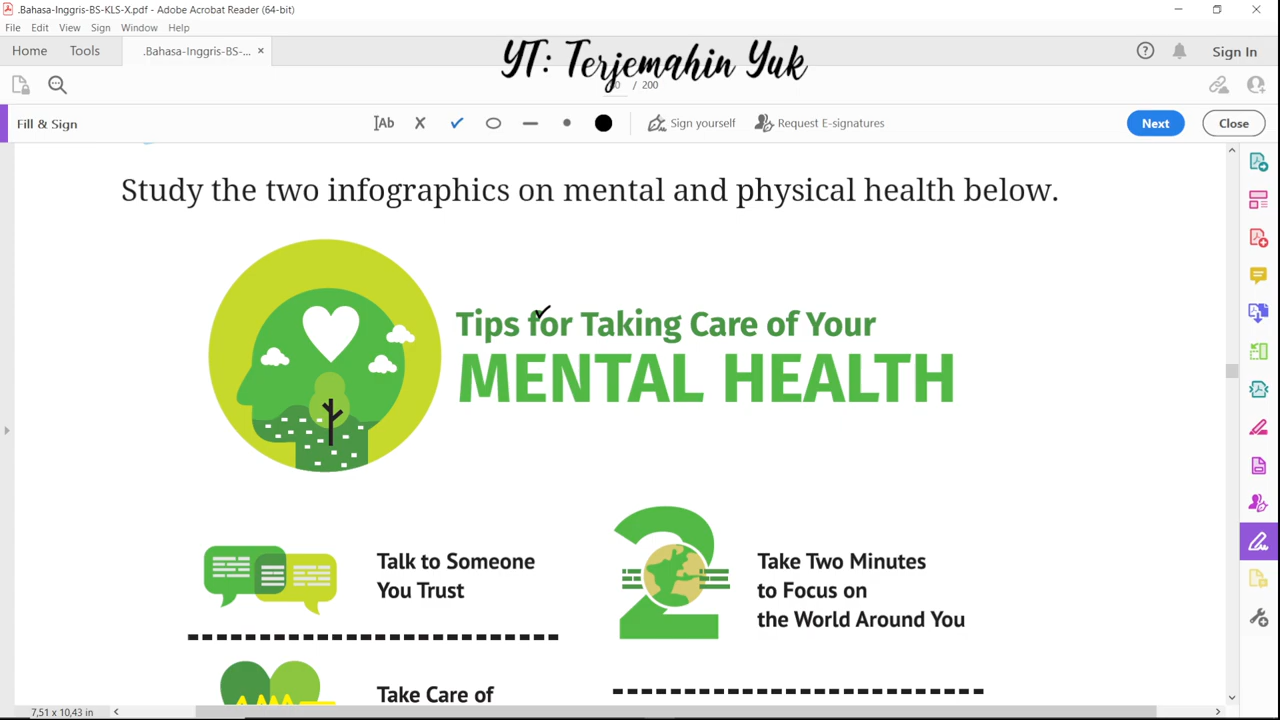 .Bahasa-Inggris-BS-KLS-X.pdf - Adobe Acrobat Reader (64-bit)
File Edit View Sign Window Help
Home Tools .Bahasa-Inggris-BS-... × Sign In
YT: Terjemahin Yuk
/ 200
Fill & Sign Ab Sign yourself Request E-signatures Next Close
Study the two infographics on mental and physical health below.
Tips for Taking Care of Your
MENTAL HEALTH
Talk to Someone
You Trust
2
Take Two Minutes
to Focus on
the World Around You
Take Care of
7,51 x 10,43 in